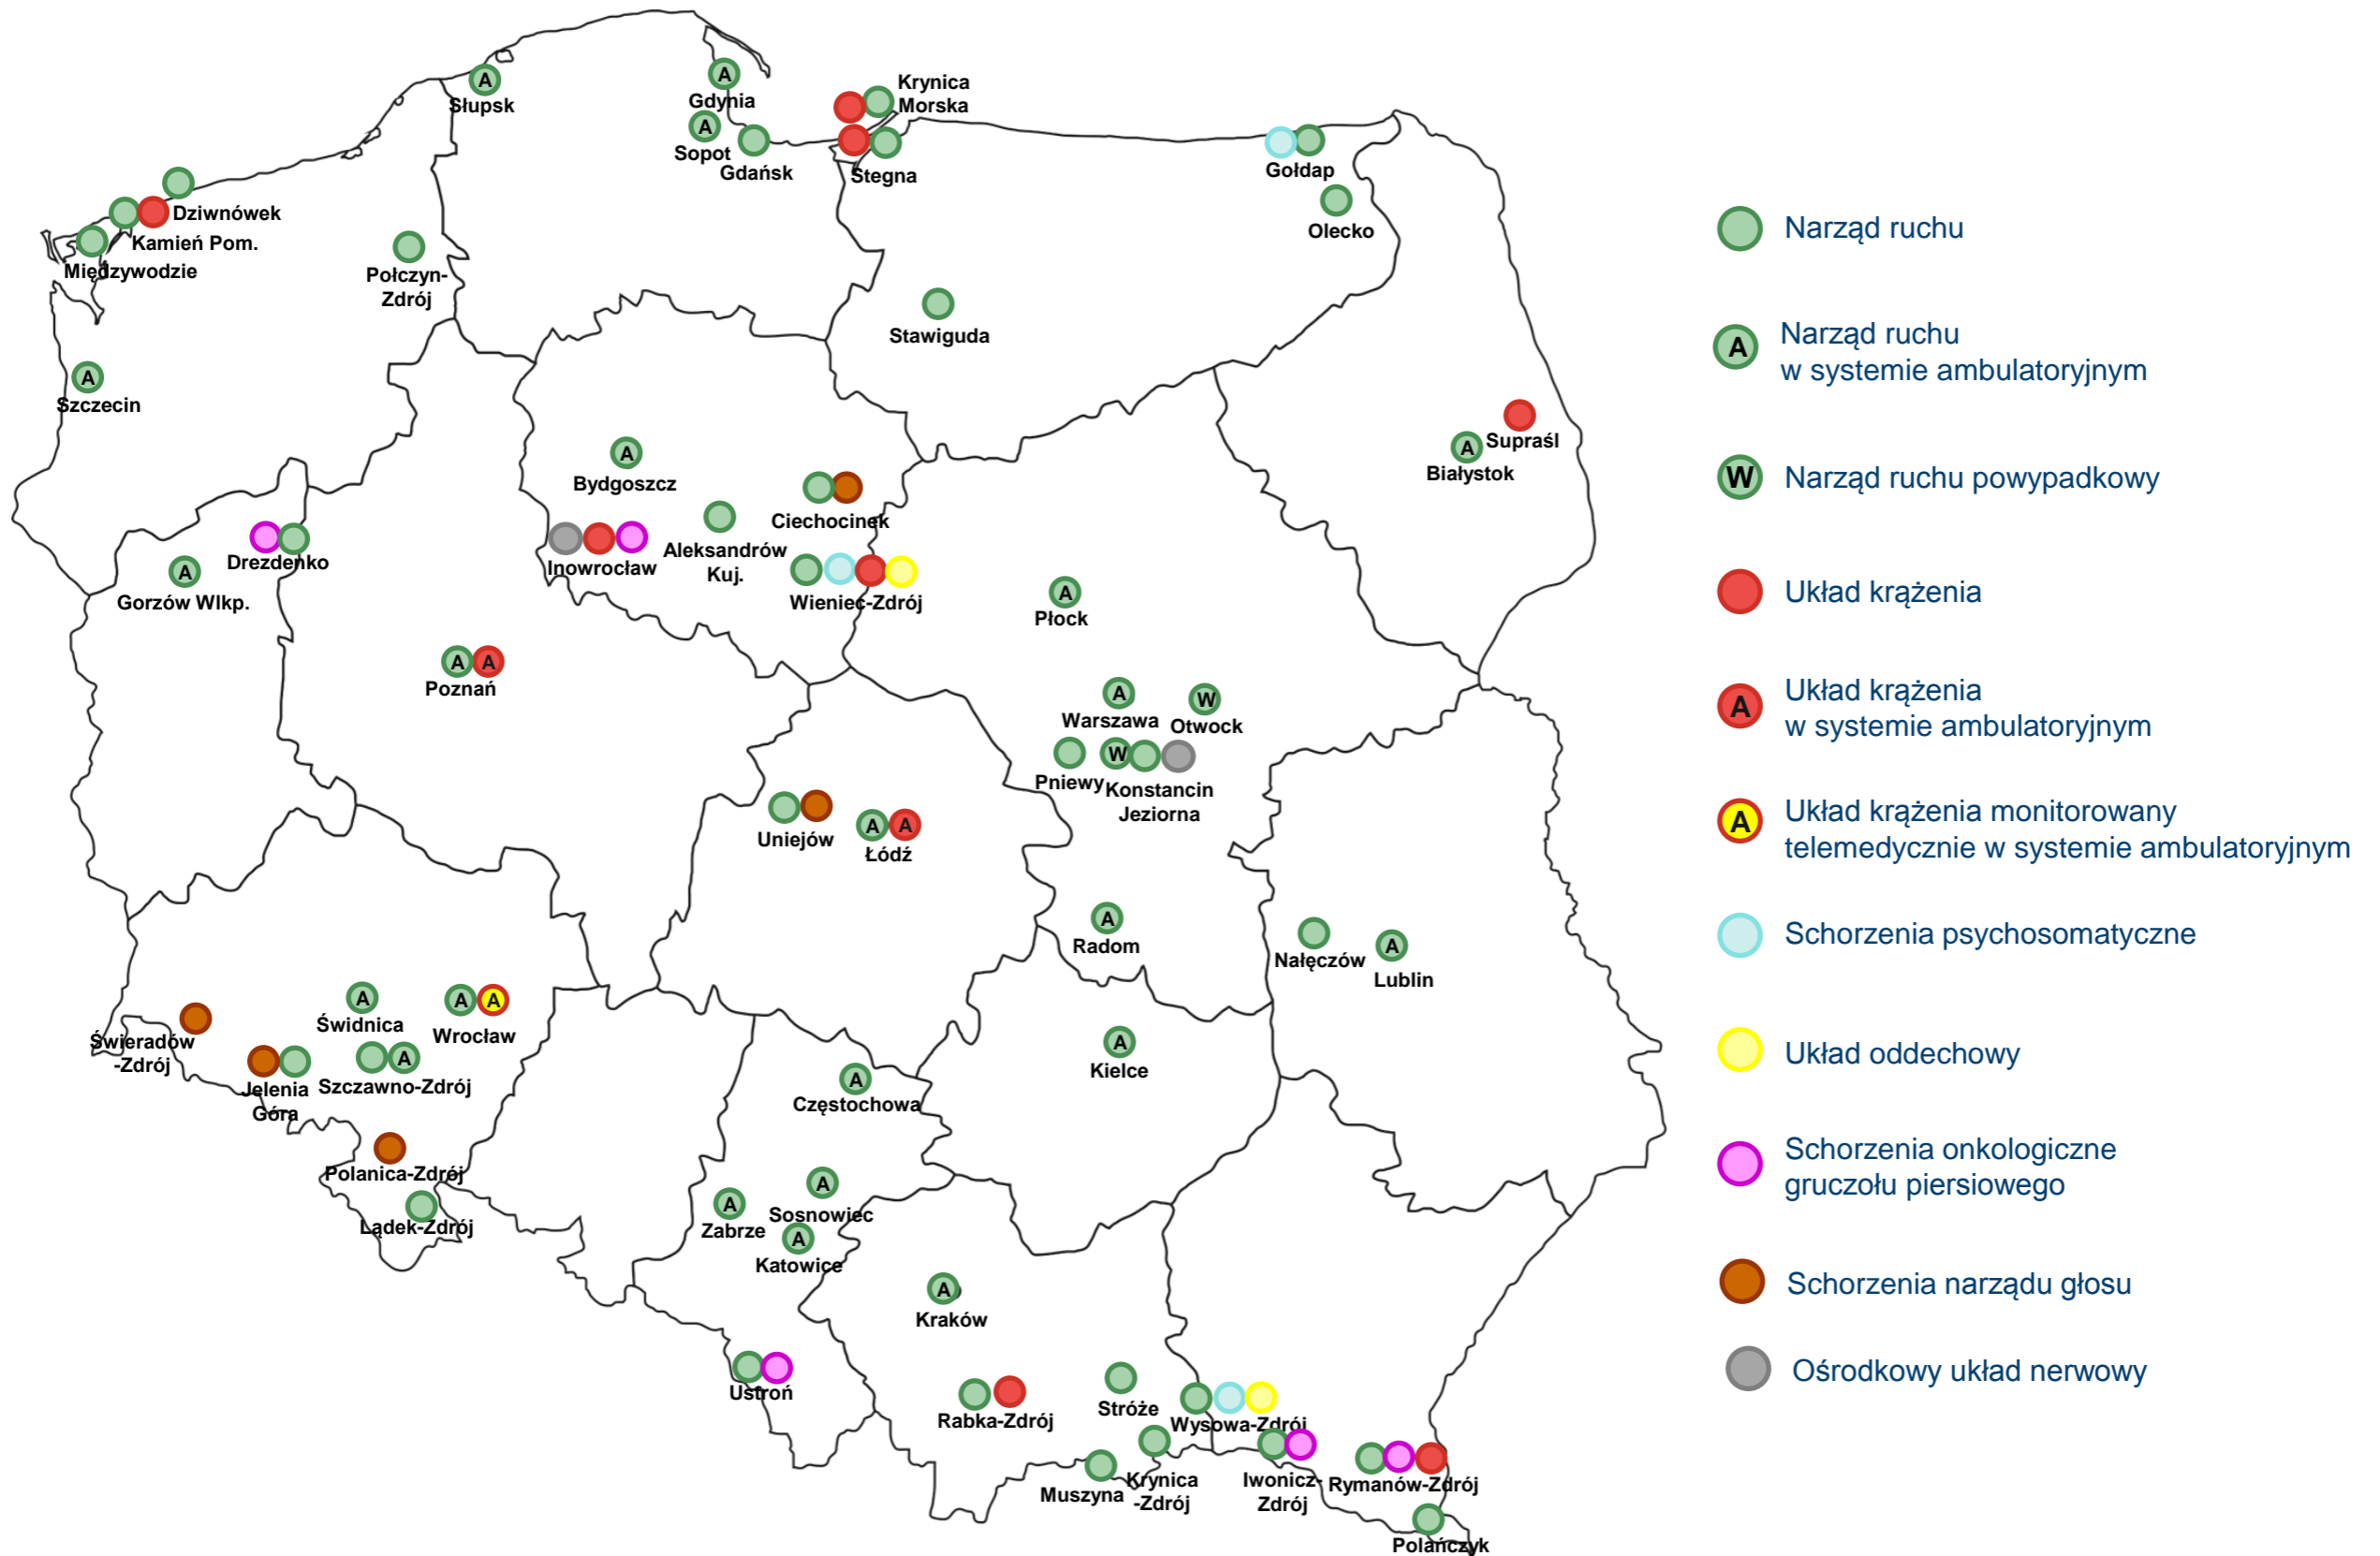 A
Słupsk
A
Gdynia
A
Sopot
Gdańsk
Krynica
Morska
Stegna
Gołdap
Olecko
Dziwnówek
Kamień Pom.
Międzywodzie
Połczyn-
Zdrój
Stawiguda
A
Szczecin
A
Bydgoszcz
Ciechocinek
Aleksandrów
Kuj.
Inowrocław
Wieniec-Zdrój
Supraśl
A
Białystok
Drezdenko
A
Gorzów Wlkp.
A
Płock
A A
Poznań
A
Warszawa
W
Otwock
Pniewy
W
Konstancin
Jeziorna
Uniejów
A A
Łódź
A
Radom
Nałęczów
A
Lublin
Świeradów
-Zdrój
A
Świdnica
A A
Wrocław
Jelenia
Góra
A
Szczawno-Zdrój
Polanica-Zdrój
Lądek-Zdrój
A
Kielce
A
Częstochowa
A
Zabrze
A
Sosnowiec
A
Katowice
A
Kraków
Ustroń
Rabka-Zdrój
Stróże
Wysowa-Zdrój
Muszyna
Krynica
-Zdrój
Iwonicz-
Zdrój
Rymanów-Zdrój
Polańczyk
Narząd ruchu
A
Narząd ruchu
w systemie ambulatoryjnym
W
Narząd ruchu powypadkowy
Układ krążenia
A
Układ krążenia
w systemie ambulatoryjnym
A
Układ krążenia monitorowany
telemedycznie w systemie ambulatoryjnym
Schorzenia psychosomatyczne
Układ oddechowy
Schorzenia onkologiczne
gruczołu piersiowego
Schorzenia narządu głosu
Ośrodkowy układ nerwowy